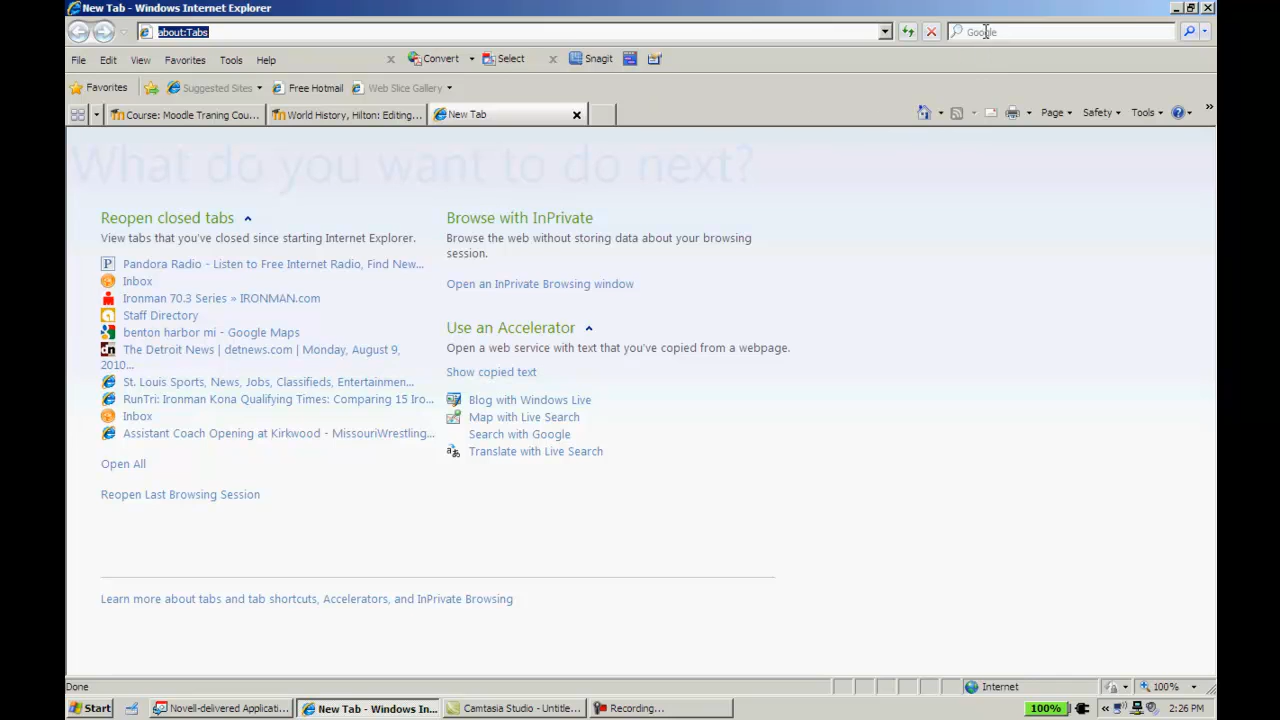 New Tab - Windows Internet Explorer
about:Tabs
Google
File Edit View Favorites Tools Help x Convert Select x Snagit
Favorites Suggested Sites Free Hotmail Web Slice Gallery
Course: Moodle Traning Cou... World History, Hilton: Editing... New Tab
Page Safety Tools
What do you want to do next?
Reopen closed tabs
View tabs that you've closed since starting Internet Explorer.
Pandora Radio - Listen to Free Internet Radio, Find New...
Inbox
Ironman 70.3 Series » IRONMAN.com
Staff Directory
benton harbor mi - Google Maps
The Detroit News | detnews.com | Monday, August 9,
2010...
St. Louis Sports, News, Jobs, Classifieds, Entertainmen...
RunTri: Ironman Kona Qualifying Times: Comparing 15 Iro...
Inbox
Assistant Coach Opening at Kirkwood - MissouriWrestling...
Open All
Reopen Last Browsing Session
Browse with InPrivate
Browse the web without storing data about your browsing
session.
Open an InPrivate Browsing window
Use an Accelerator
Open a web service with text that you've copied from a webpage.
Show copied text
Blog with Windows Live
Map with Live Search
Search with Google
Translate with Live Search
Learn more about tabs and tab shortcuts, Accelerators, and InPrivate Browsing
Done Internet 100%
Start Novell-delivered Applicati... New Tab - Windows In... Camtasia Studio - Untitle... Recording... 100% 2:26 PM